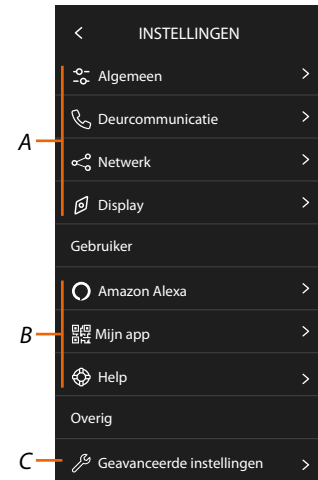 INSTELLINGEN
Algemeen
Deurcommunicatie
A
Netwerk
Display
Gebruiker
Amazon Alexa
B
Mijn app
Help
Overig
C
Geavanceerde instellingen